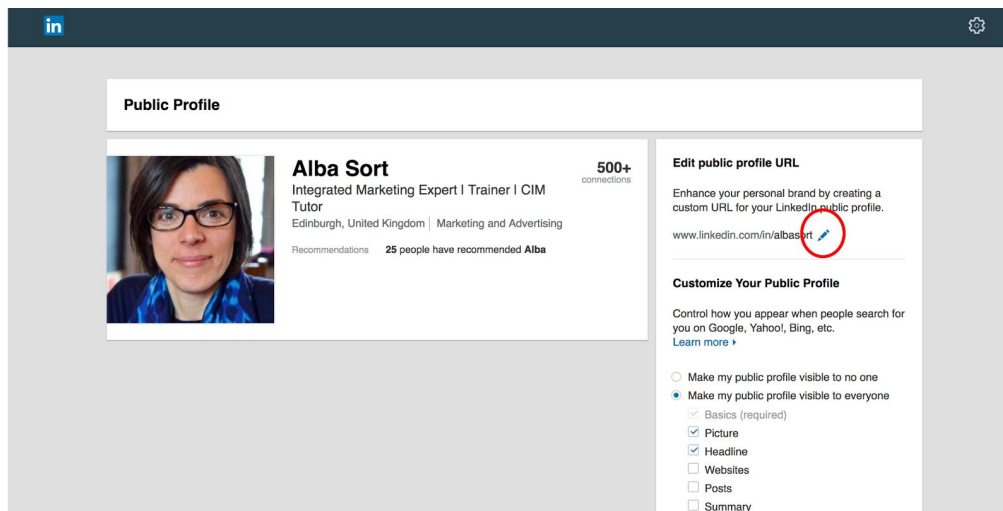 in
Public Profile
Alba Sort
500+
connections
Integrated Marketing Expert | Trainer | CIM
Tutor
Edinburgh, United Kingdom | Marketing and Advertising
Recommendations 25 people have recommended Alba
Edit public profile URL
Enhance your personal brand by creating a
custom URL for your LinkedIn public profile.
www.linkedin.com/in/albasort
Customize Your Public Profile
Control how you appear when people search for
you on Google, Yahoo!, Bing, etc.
Learn more
Make my public profile visible to no one
Make my public profile visible to everyone
Basics (required)
Picture
Headline
Websites
Posts
Summary